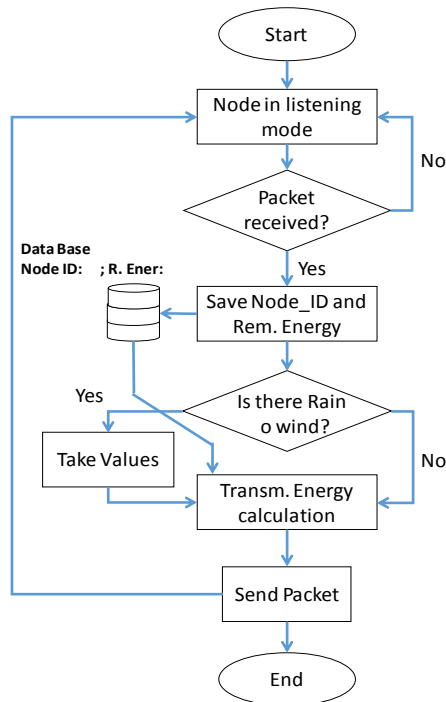 Start
Node in listening
mode
No
Packet
received?
Data Base
Node ID: ; R. Ener:
Yes
Save Node_ID and
Rem. Energy
Is there Rain
o wind?
Yes
No
Take Values
Transm. Energy
calculation
Send Packet
End